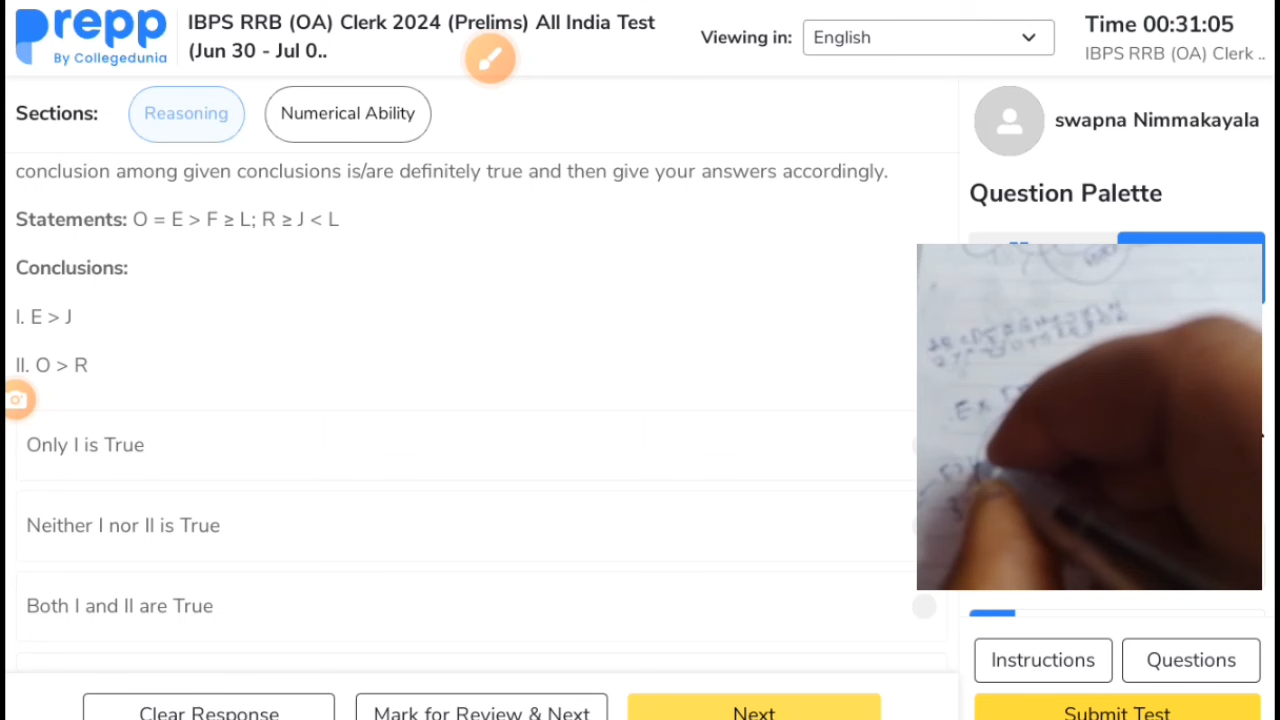 prepp
By Collegedunia
IBPS RRB (OA) Clerk 2024 (Prelims) All India Test
(Jun 30 - Jul 0..
Viewing in:
English
Time 00:31:05
IBPS RRB (OA) Clerk ..
Sections:
Reasoning
Numerical Ability
swapna Nimmakayala
Question Palette
conclusion among given conclusions is/are definitely true and then give your answers accordingly.
Statements: O = E > F ≥ L; R ≥ J < L
Conclusions:
I. E > J
II. O > R
Only I is True
Neither I nor II is True
Both I and II are True
Instructions
Questions
Clear Response
Mark for Review & Next
Next
Submit Test